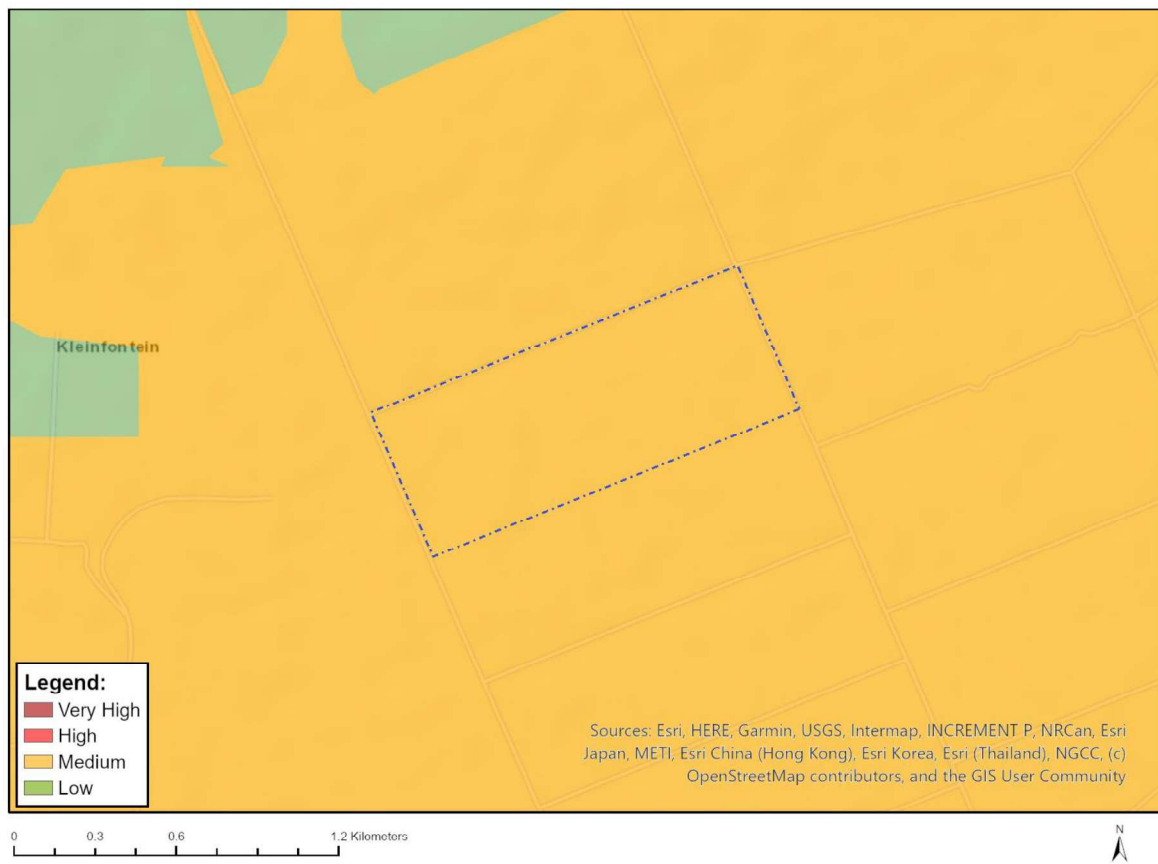 Kleinfontein
Legend:
Very High
High
Medium
Low
Sources: Esri, HERE, Garmin, USGS, Intermap, INCREMENT P, NRCan, Esri
Japan, METI, Esri China (Hong Kong), Esri Korea, Esri (Thailand), NGCC, (c)
OpenStreetMap contributors, and the GIS User Community
0 0.3 0.6 1.2 Kilometers
N